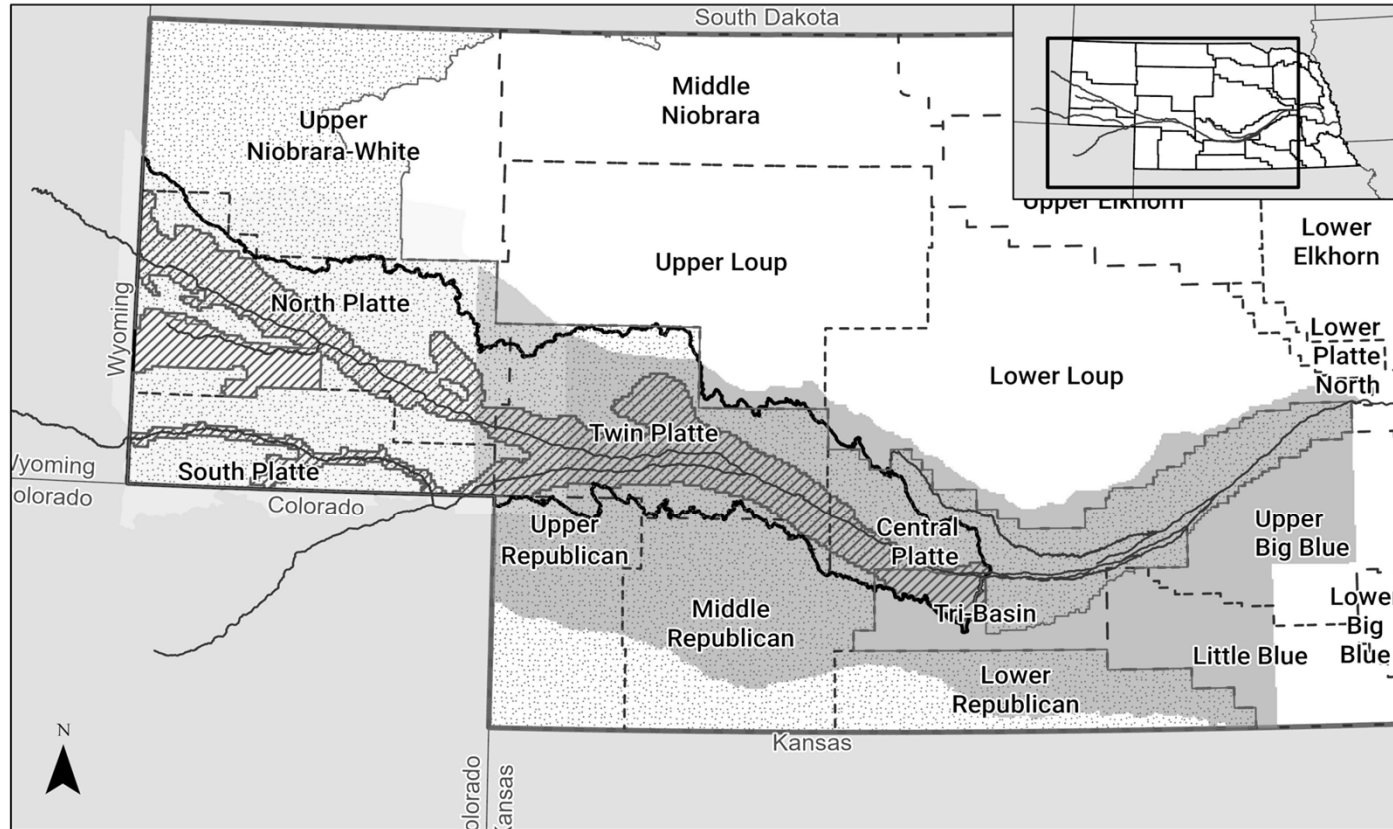 South Dakota
Middle
Niobrara
Upper
Niobrara-White
Upper Elkhorn
Lower
Elkhorn
Upper Loup
North Platte
Wyoming
Lower
Platte
North
Lower Loup
Twin Platte
South Platte
Wyoming
Colorado
Colorado
Upper
Republican
Central
Platte
Upper
Big Blue
Middle
Republican
Tri-Basin
Lower
Big
Blue
Little Blue
Lower
Republican
Kansas
N
Colorado
Kansas